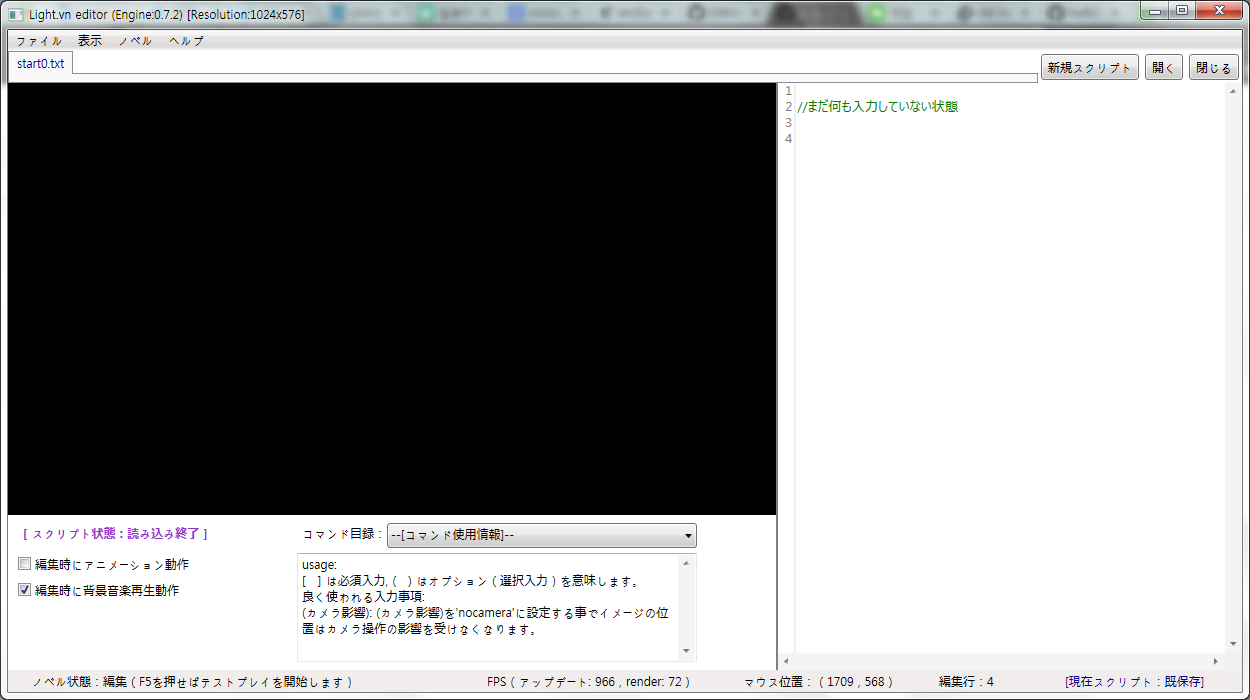 Light.vn editor (Engine:0.7.2) [Resolution:1024x576]
ファイル 表示 ノベル ヘルプ
start0.txt
新規スクリプト 開く 閉じる
1
2 //まだ何も入力していない状態
3
4
[ スクリプト状態 : 読み込み終了 ]
コマンド目録 : --[コマンド使用情報]--
編集時にアニメーション動作
編集時に背景音楽再生動作
usage:
[　] は必須入力, (　) はオプション ( 選択入力 ) を意味します。
良く使われる入力事項:
(カメラ影響): (カメラ影響)を'nocamera'に設定する事でイメージの位
置はカメラ操作の影響を受けなくなります。
ノベル状態 : 編集 ( F5を押せばテストプレイを開始します )
FPS ( アップデート: 966 , render: 72 )
マウス位置 : ( 1709 , 568 )
編集行 : 4
[現在スクリプト : 既保存]